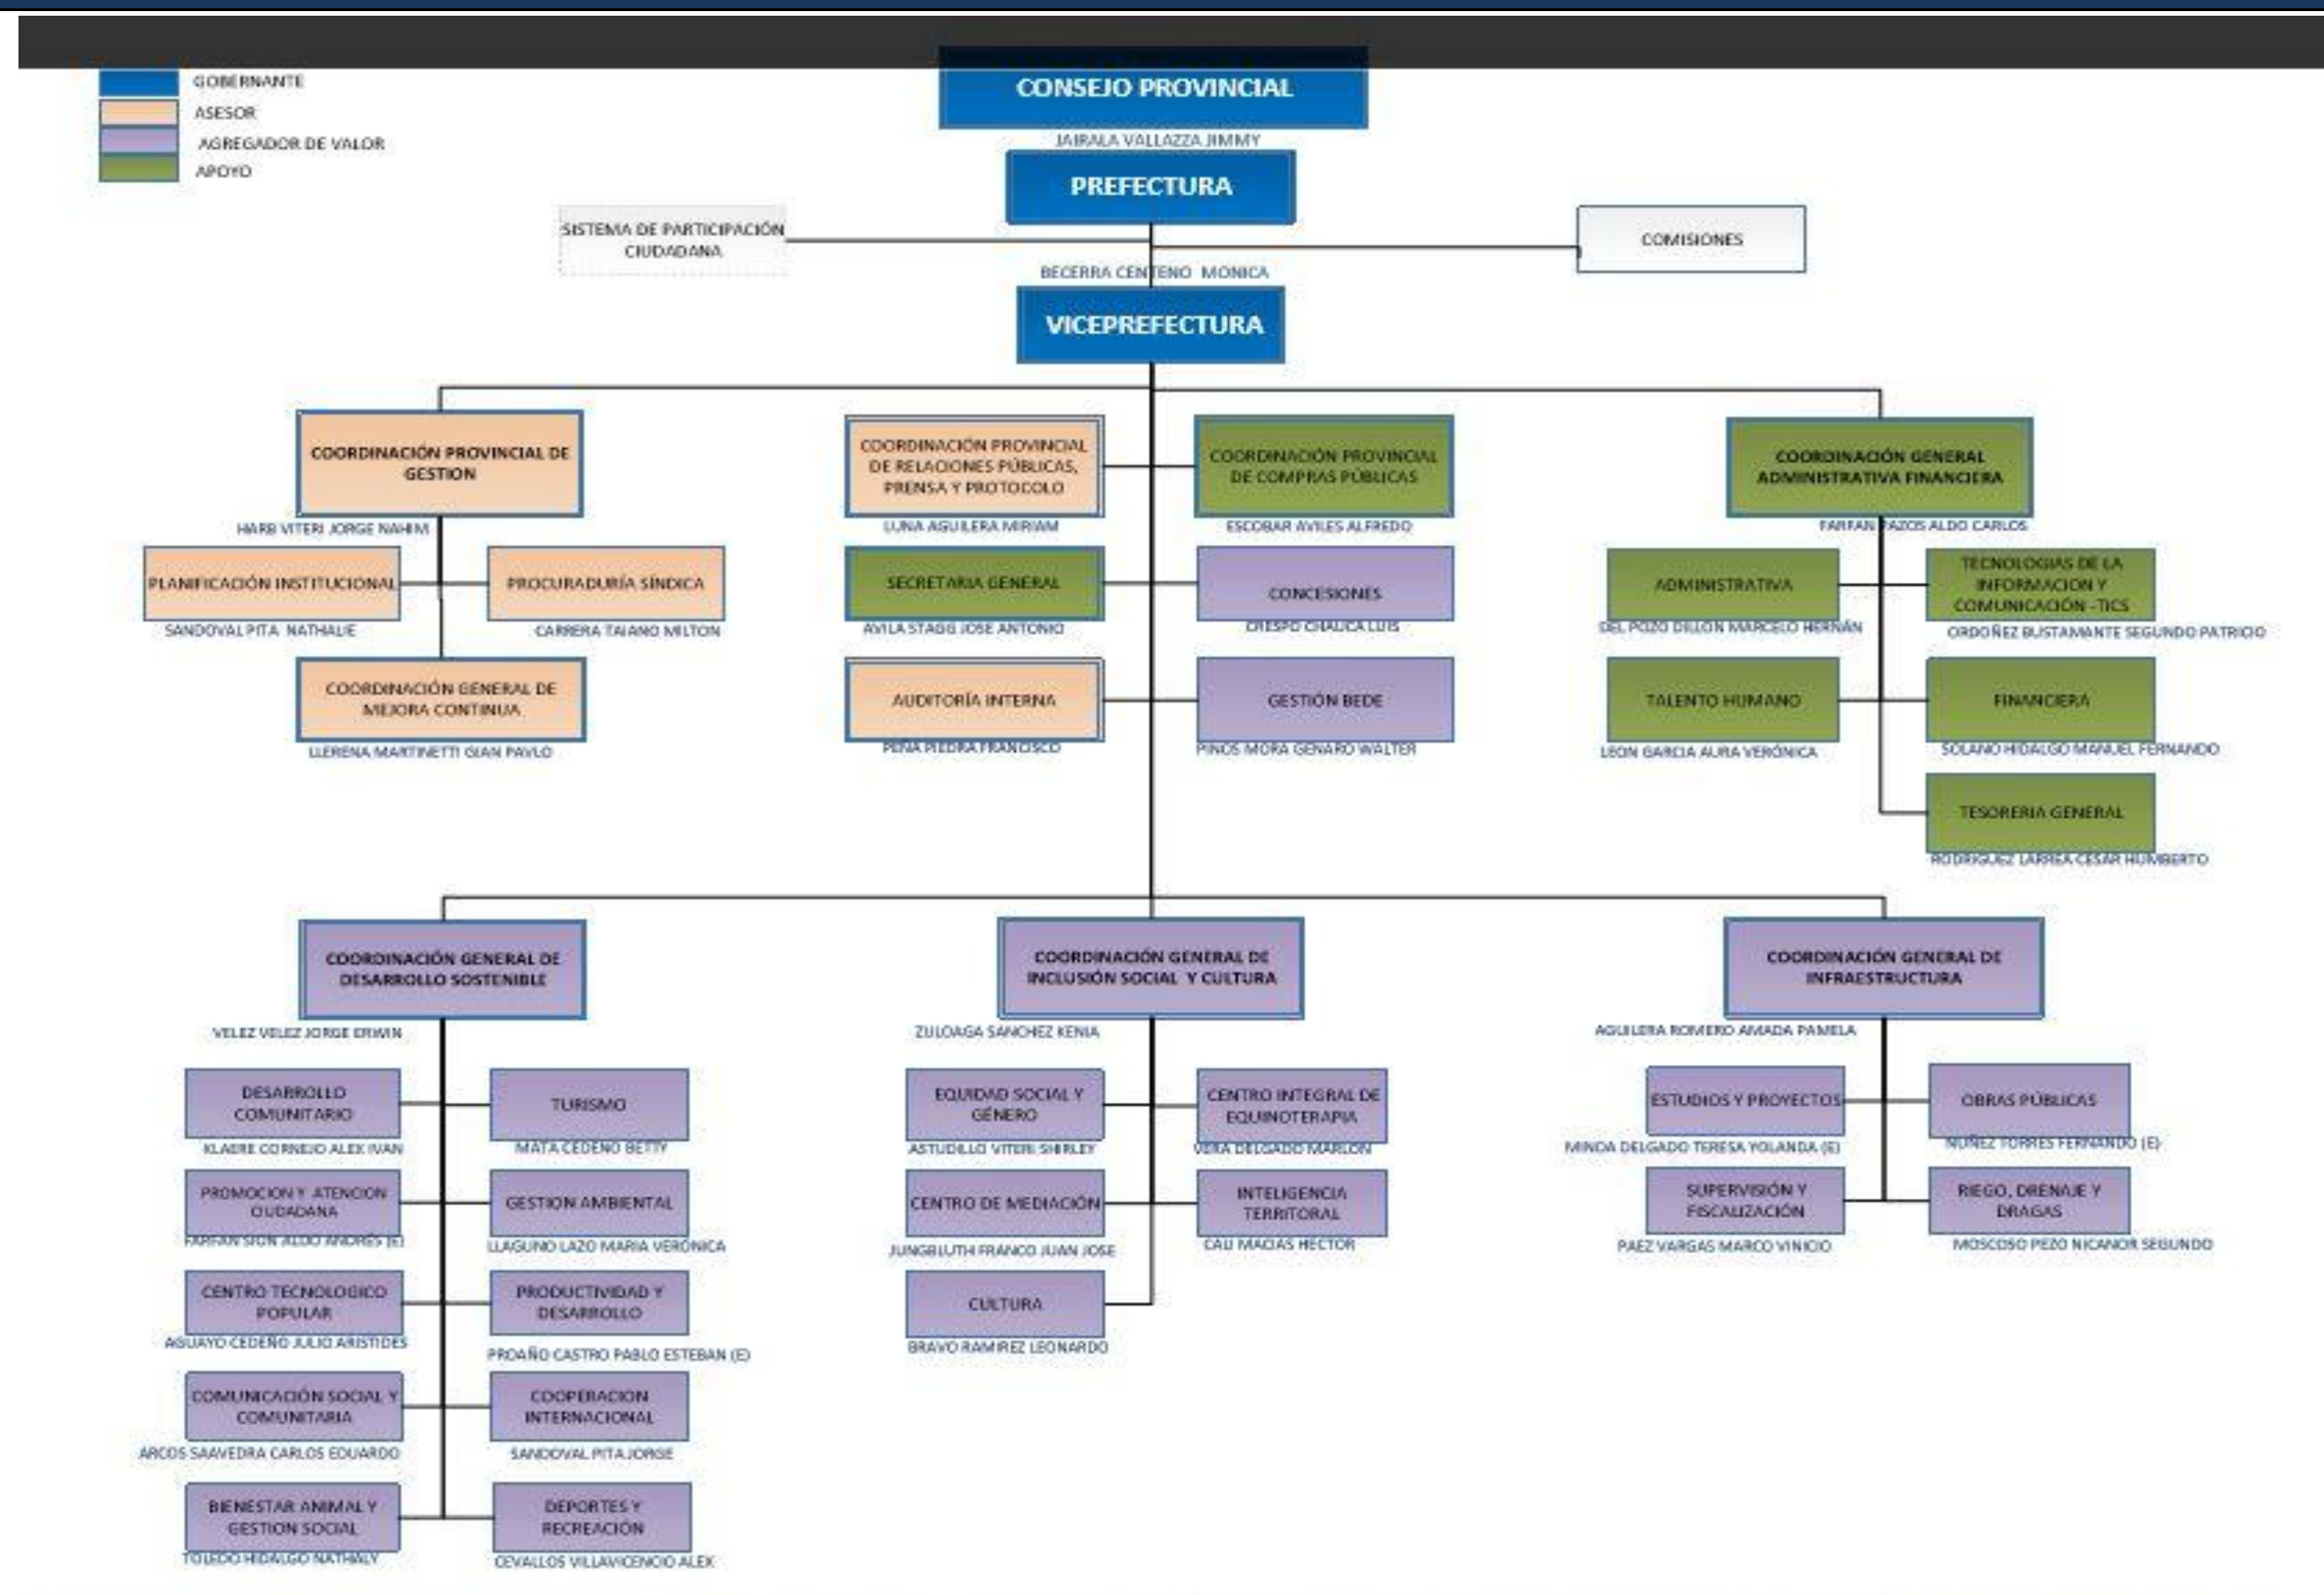 GOBERNANTE
ASESOR
AGREGADOR DE VALOR
APOYO
CONSEJO PROVINCIAL
JAIRALA VALLAZZA JIMMY
PREFECTURA
SISTEMA DE PARTICIPACIÓN
CIUDADANA
COMISIONES
BECERRA CENTENO MONICA
VICEPREFECTURA
COORDINACIÓN PROVINCIAL DE
GESTION
HARB VITERI JORGE NAHIM
COORDINACIÓN PROVINCIAL
DE RELACIONES PÚBLICAS,
PRENSA Y PROTOCOLO
LUNA AGUILERA MIRIAM
COORDINACIÓN PROVINCIAL
DE COMPRAS PÚBLICAS
ESCOBAR AVILES ALFREDO
COORDINACIÓN GENERAL
ADMINISTRATIVA FINANCIERA
FARFAN PAZOS ALDO CARLOS
PLANIFICACIÓN INSTITUCIONAL
SANDOVAL PITA NATHALIE
PROCURADURÍA SÍNDICA
CARRERA TAIANO MILTON
SECRETARIA GENERAL
AVILA STAGG JOSE ANTONIO
CONCESIONES
CRESPO CHAUCA LUIS
ADMINISTRATIVA
DEL POZO DILLON MARCELO HERNÁN
TECNOLOGIAS DE LA
INFORMACION Y
COMUNICACIÓN -TICS
ORDOÑEZ BUSTAMANTE SEGUNDO PATRICIO
COORDINACIÓN GENERAL DE
MEJORA CONTINUA
LLERENA MARTINETTI GIAN PAVLO
AUDITORÍA INTERNA
PEÑA PIEDRA FRANCISCO
GESTIÓN BEDE
PINOS MORA GENARO WALTER
TALENTO HUMANO
LEON GARCIA AURA VERÓNICA
FINANCIERA
SOLANO HIDALGO MANUEL FERNANDO
TESORERIA GENERAL
RODRIGUEZ LARREA CESAR HUMBERTO
COORDINACIÓN GENERAL DE
DESARROLLO SOSTENIBLE
VELEZ VELEZ JORGE ERWIN
COORDINACIÓN GENERAL DE
INCLUSIÓN SOCIAL Y CULTURA
ZULOAGA SANCHEZ KENIA
COORDINACIÓN GENERAL DE
INFRAESTRUCTURA
AGUILERA ROMERO AMADA PAMELA
DESARROLLO
COMUNITARIO
KLAERE CORNEJO ALEX IVAN
TURISMO
MATA CEDEÑO BETTY
EQUIDAD SOCIAL Y
GÉNERO
ASTUDILLO VITERI SHIRLEY
CENTRO INTEGRAL DE
EQUINOTERAPIA
VERA DELGADO MARLON
ESTUDIOS Y PROYECTOS
MINDA DELGADO TERESA YOLANDA (E)
OBRAS PÚBLICAS
NUÑEZ TORRES FERNANDO (E)
PROMOCION Y ATENCION
CIUDADANA
FARFAN SION ALDO ANDRÉS (E)
GESTION AMBIENTAL
LLAGUNO LAZO MARIA VERÓNICA
CENTRO DE MEDIACIÓN
JUNGBLUTH FRANCO JUAN JOSE
INTELIGENCIA
TERRITORAL
CALI MACIAS HECTOR
SUPERVISIÓN Y
FISCALIZACIÓN
PAEZ VARGAS MARCO VINICIO
RIEGO, DRENAJE Y
DRAGAS
MOSCOSO PEZO NICANOR SEGUNDO
CENTRO TECNOLOGICO
POPULAR
AGUAYO CEDEÑO JULIO ARISTIDES
PRODUCTIVIDAD Y
DESARROLLO
PROAÑO CASTRO PABLO ESTEBAN (E)
CULTURA
BRAVO RAMIREZ LEONARDO
COMUNICACIÓN SOCIAL Y
COMUNITARIA
ARCOS SAAVEDRA CARLOS EDUARDO
COOPERACION
INTERNACIONAL
SANDOVAL PITA JORGE
BIENESTAR ANIMAL Y
GESTION SOCIAL
TOLEDO HIDALGO NATHALY
DEPORTES Y
RECREACIÓN
CEVALLOS VILLAVICENCIO ALEX